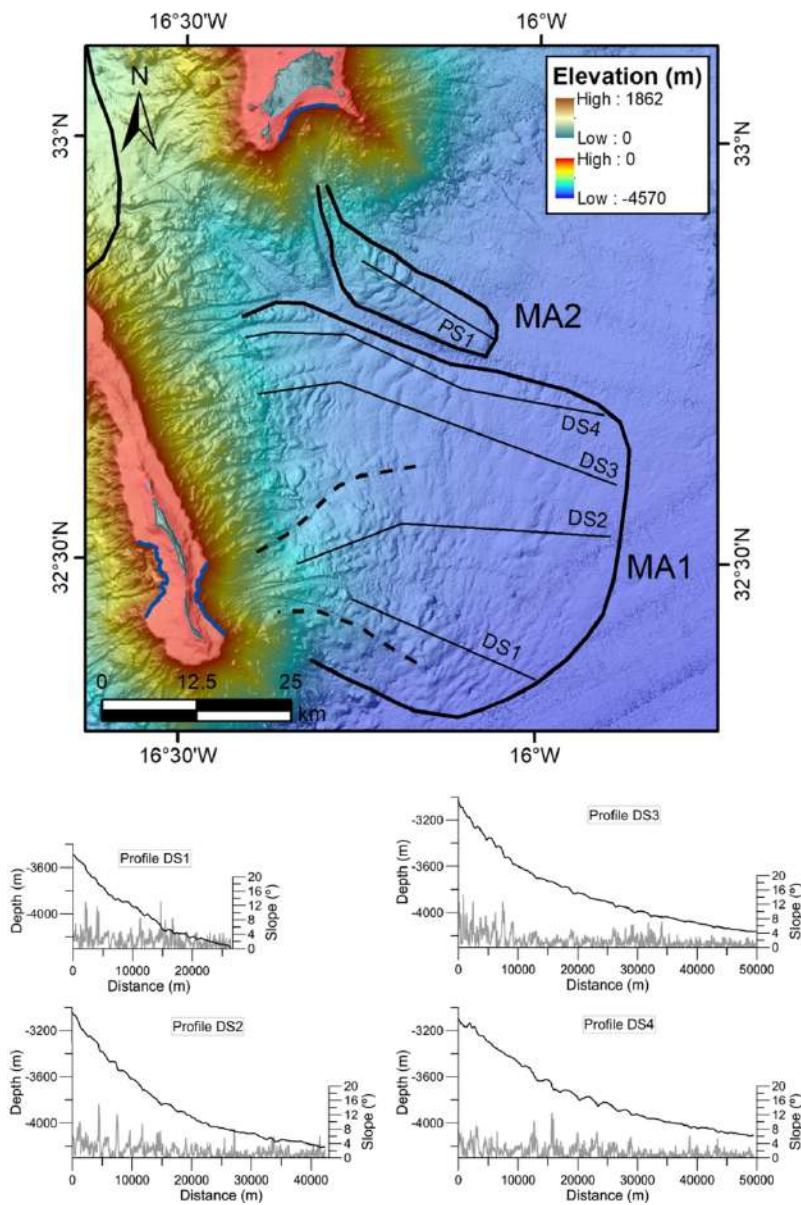 16°30'W 16°W
N
Elevation (m)
High : 1862
Low : 0
High : 0
Low : -4570
33°N 33°N
MA2
PS1
DS4
DS3
DS2
32°30'N 32°30'N
MA1
DS1
0 12.5 25
km
16°30'W 16°W
Profile DS1
Depth (m)
-3600
-4000
20
16
12
8
4
0
Slope (º)
0 10000 20000
Distance (m)
Profile DS3
Depth (m)
-3200
-3600
-4000
20
16
12
8
4
0
Slope (º)
0 10000 20000 30000 40000 50000
Distance (m)
Profile DS2
Depth (m)
-3200
-3600
-4000
20
16
12
8
4
0
Slope (º)
0 10000 20000 30000 40000
Distance (m)
Profile DS4
Depth (m)
-3200
-3600
-4000
20
16
12
8
4
0
Slope (º)
0 10000 20000 30000 40000 50000
Distance (m)